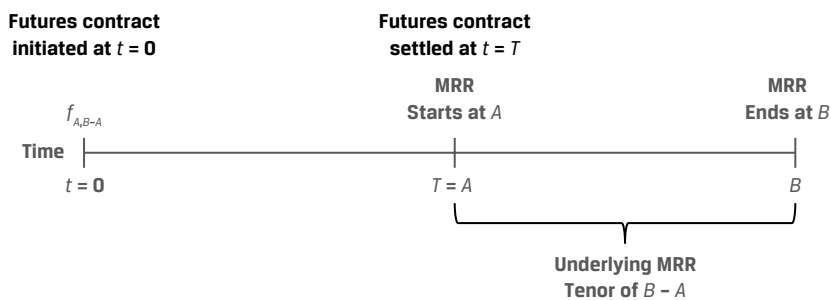 Futures contract
initiated at t = 0
Futures contract
settled at t = T
MRR
Starts at A
MRR
Ends at B
f A,B–A
Time
t = 0
T = A
B
Underlying MRR
Tenor of B – A